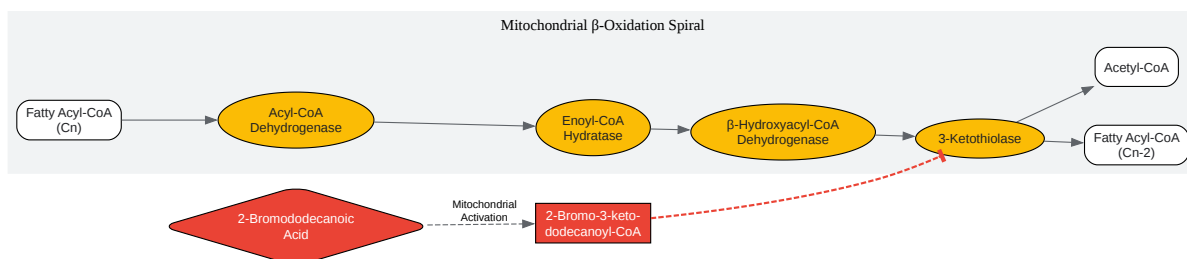 Mitochondrial β-Oxidation Spiral
Fatty Acyl-CoA
(Cn)
Acyl-CoA
Dehydrogenase
Enoyl-CoA
Hydratase
β-Hydroxyacyl-CoA
Dehydrogenase
3-Ketothiolase
Acetyl-CoA
Fatty Acyl-CoA
(Cn-2)
2-Bromododecanoic
Acid
Mitochondrial
Activation
2-Bromo-3-keto-
dodecanoyl-CoA